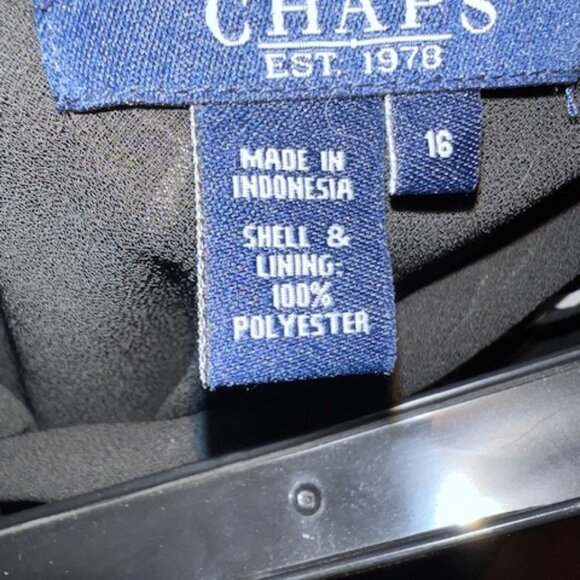 CHAPS
EST. 1978
16
MADE IN
INDONESIA
SHELL &
LINING:
100%
POLYESTER